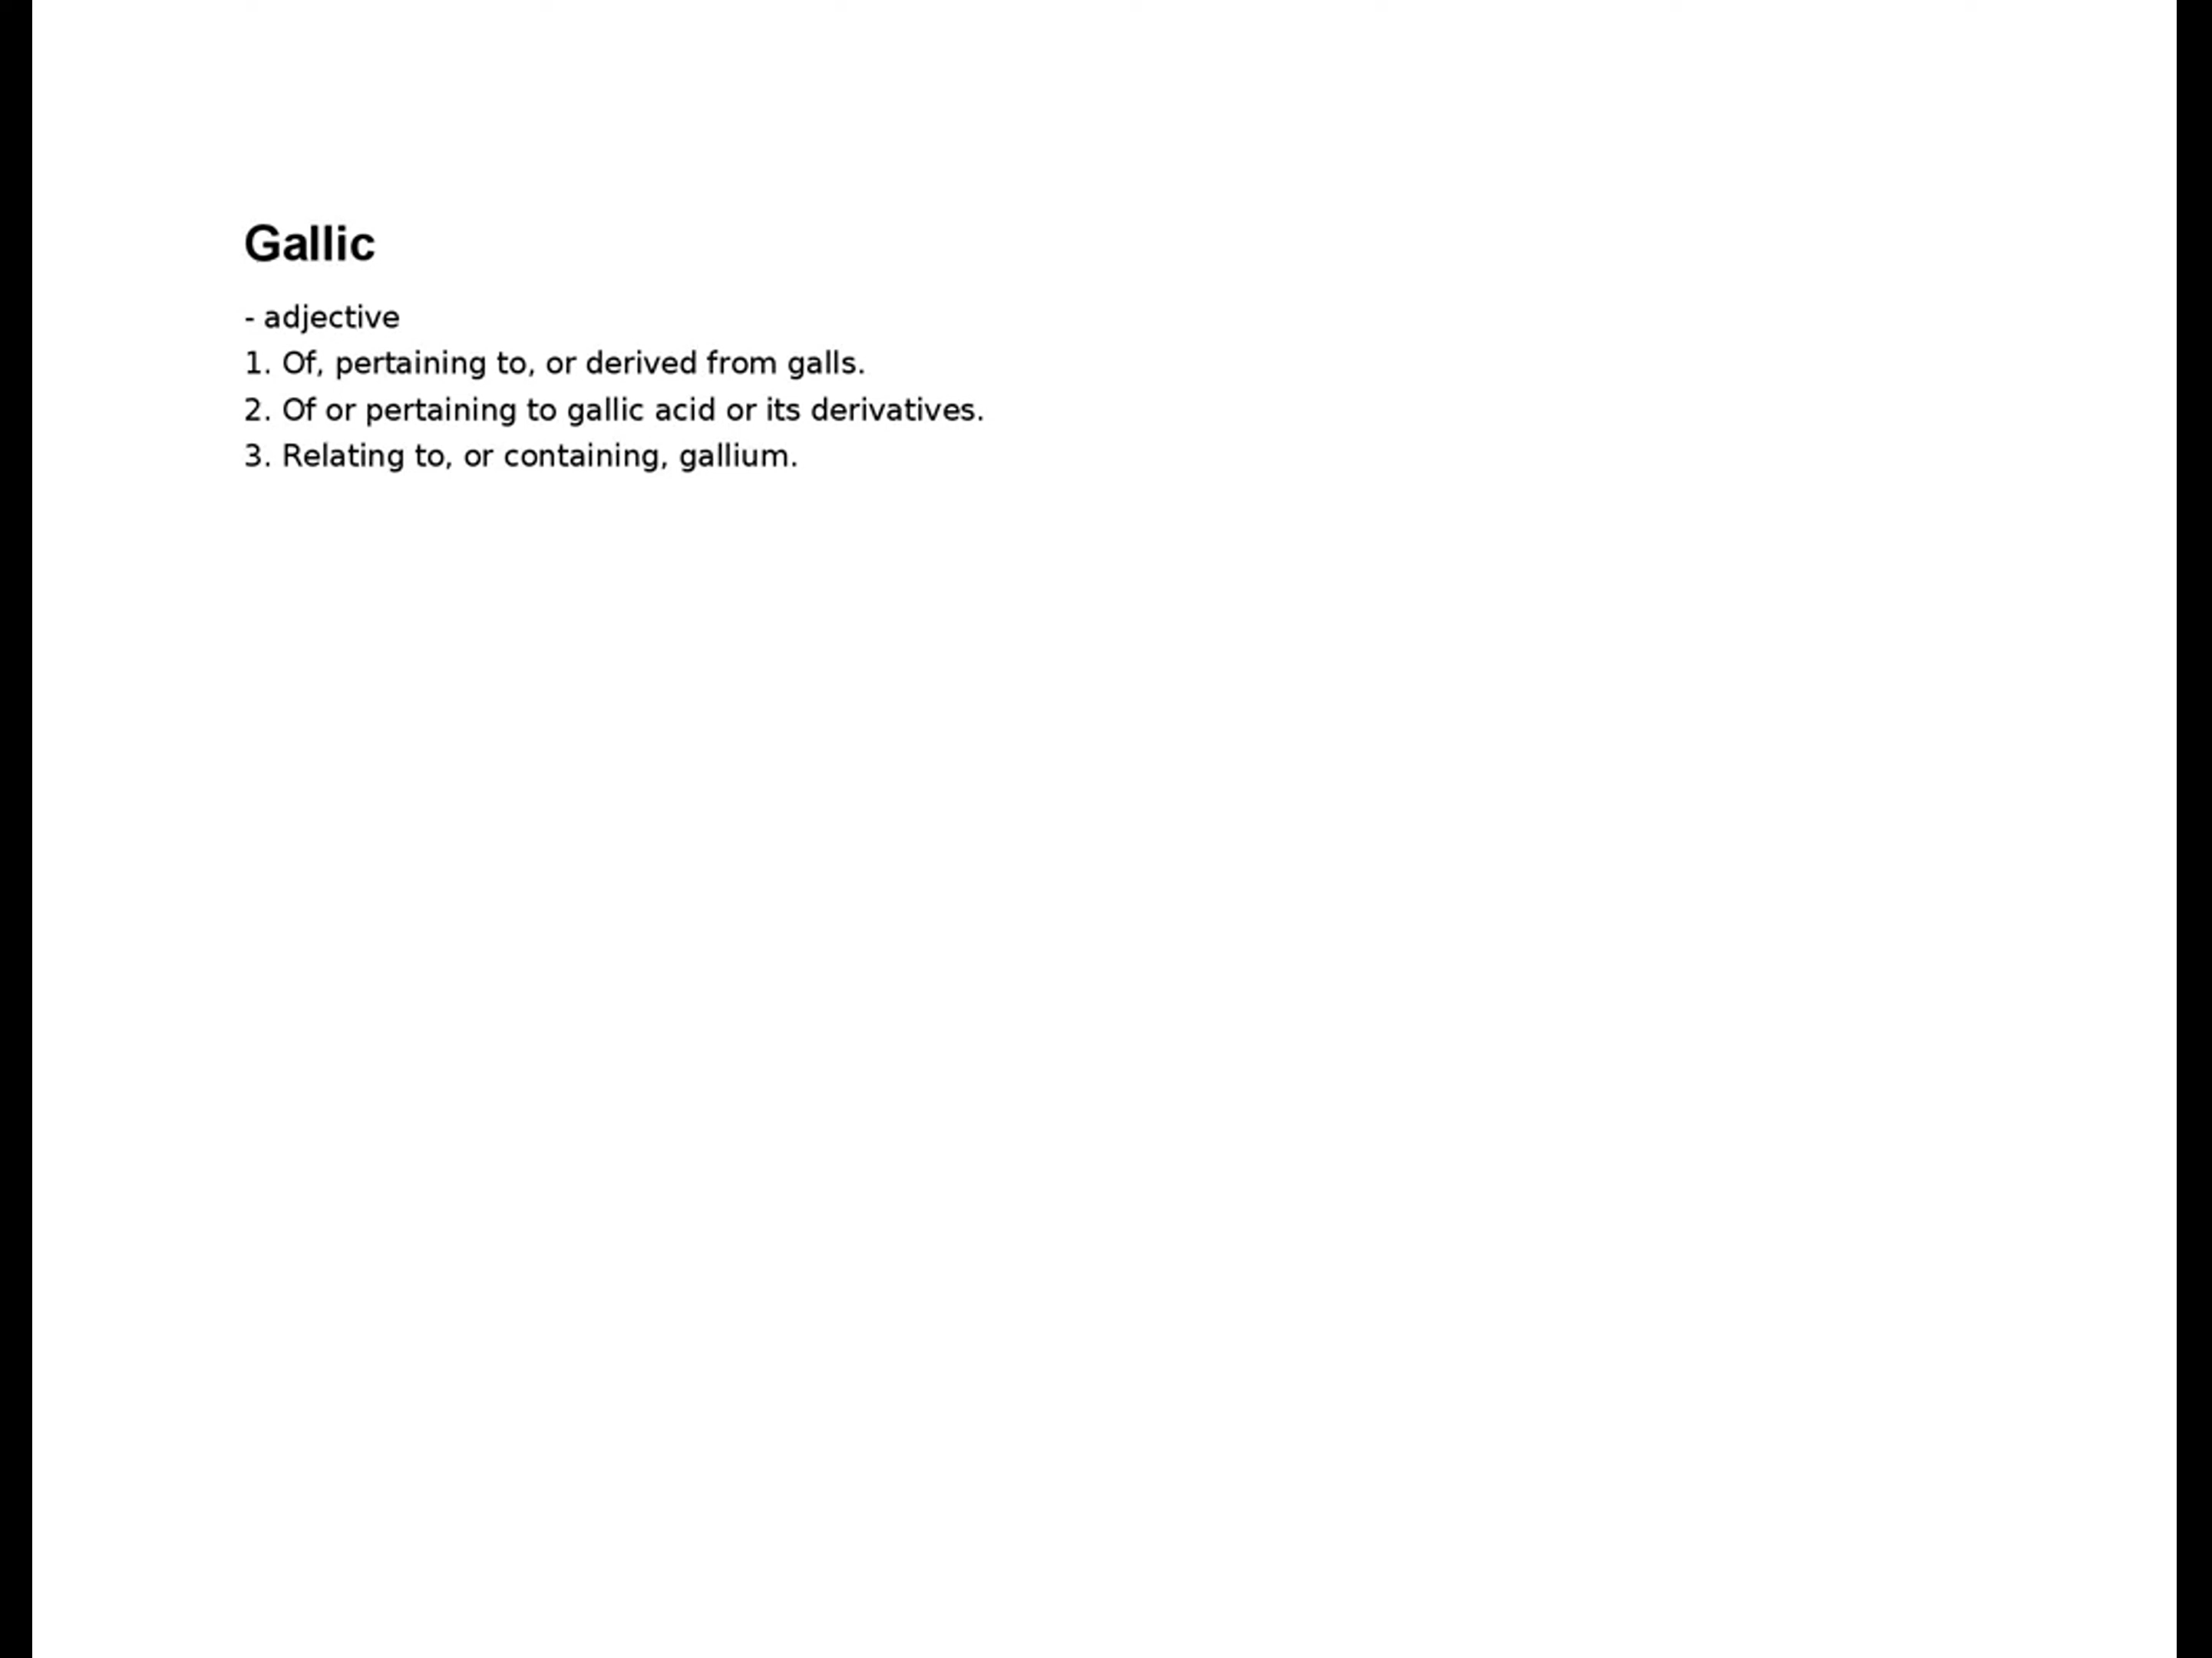 Gallic
- adjective
1. Of, pertaining to, or derived from galls.
2. Of or pertaining to gallic acid or its derivatives.
3. Relating to, or containing, gallium.